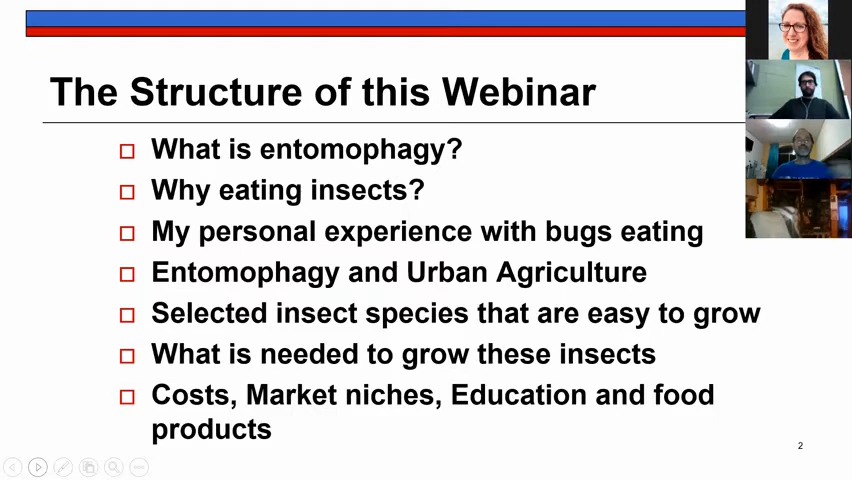 The Structure of this Webinar
What is entomophagy?
Why eating insects?
My personal experience with bugs eating
Entomophagy and Urban Agriculture
Selected insect species that are easy to grow
What is needed to grow these insects
Costs, Market niches, Education and food
products
2